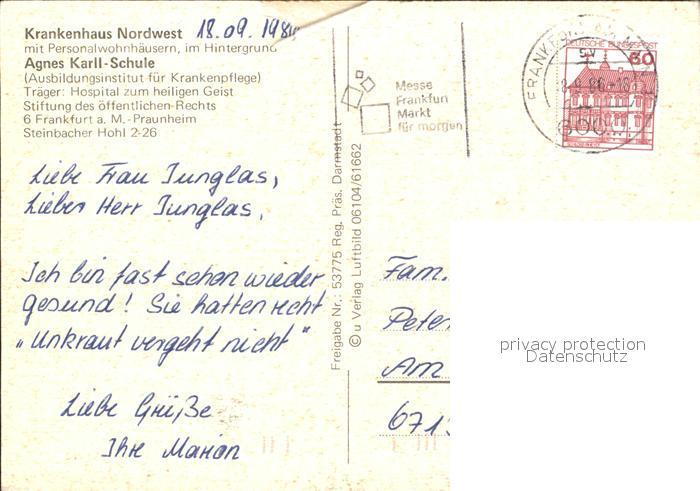 Krankenhaus Nordwest 18.09.198
mit Personalwohnhäusern, im Hintergrund
Agnes Karll-Schule
(Ausbildungsinstitut für Krankenpflege)
Träger: Hospital zum heiligen Geist
Stiftung des öffentlichen-Rechts
6 Frankfurt a. M.-Praunheim
Steinbacher Hohl 2-26
Messe
Frankfurt
Markt
für morgen
DEUTSCHE BUNDESPOST
60
Liebe Frau Junglas,
Lieber Herr Junglas,
Ich bin fast schon wieder
gesund! Sie hatten recht
„Unkraut vergeht nicht"
Liebe Grüße
Ihre Marion
Freigabe Nr.: 53775 Reg. Präs. Darmstadt
© u Verlag Luftbild 06104/61662
Fam.
Peter
Am
671
privacy protection
Datenschutz